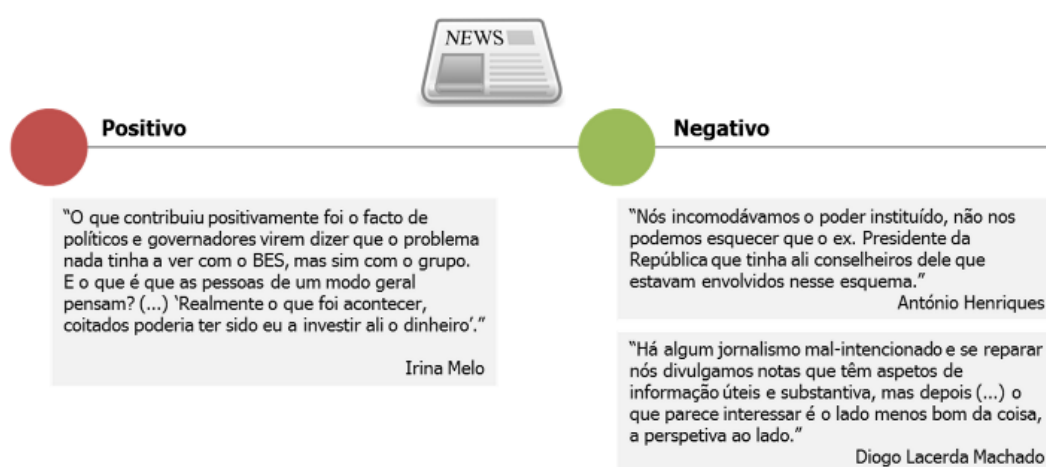 NEWS
Positivo
"O que contribuiu positivamente foi o facto de
políticos e governadores virem dizer que o problema
nada tinha a ver com o BES, mas sim com o grupo.
E o que é que as pessoas de um modo geral
pensam? (...) ‘Realmente o que foi acontecer,
coitados poderia ter sido eu a investir ali o dinheiro’."
Irina Melo
Negativo
"Nós incomodávamos o poder instituído, não nos
podemos esquecer que o ex. Presidente da
República que tinha ali conselheiros dele que
estavam envolvidos nesse esquema."
António Henriques
"Há algum jornalismo mal-intencionado e se reparar
nós divulgamos notas que têm aspetos de
informação úteis e substantiva, mas depois (...) o
que parece interessar é o lado menos bom da coisa,
a perspetiva ao lado."
Diogo Lacerda Machado